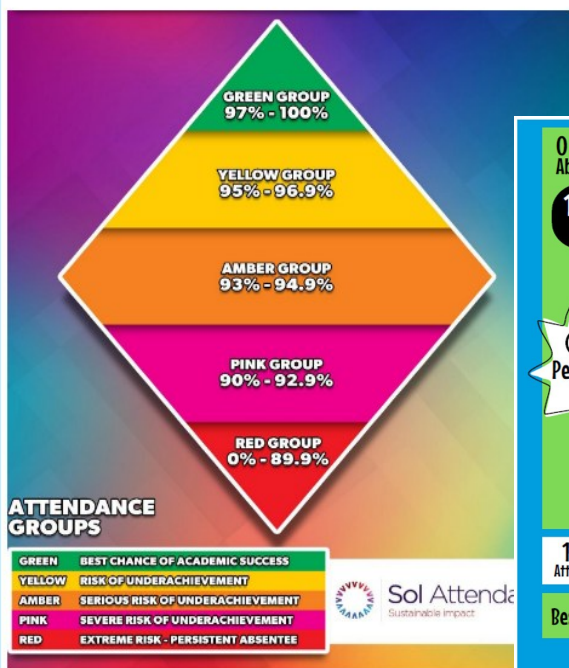 GREEN GROUP
97% - 100%
YELLOW GROUP
95% - 96.9%
AMBER GROUP
93% - 94.9%
PINK GROUP
90% - 92.9%
RED GROUP
0% - 89.9%
ATTENDANCE
GROUPS
GREEN BEST CHANCE OF ACADEMIC SUCCESS
YELLOW RISK OF UNDERACHIEVEMENT
AMBER SERIOUS RISK OF UNDERACHIEVEMENT
PINK SEVERE RISK OF UNDERACHIEVEMENT
RED EXTREME RISK - PERSISTENT ABSENTEE
Sol Attenda
Sustainable impact